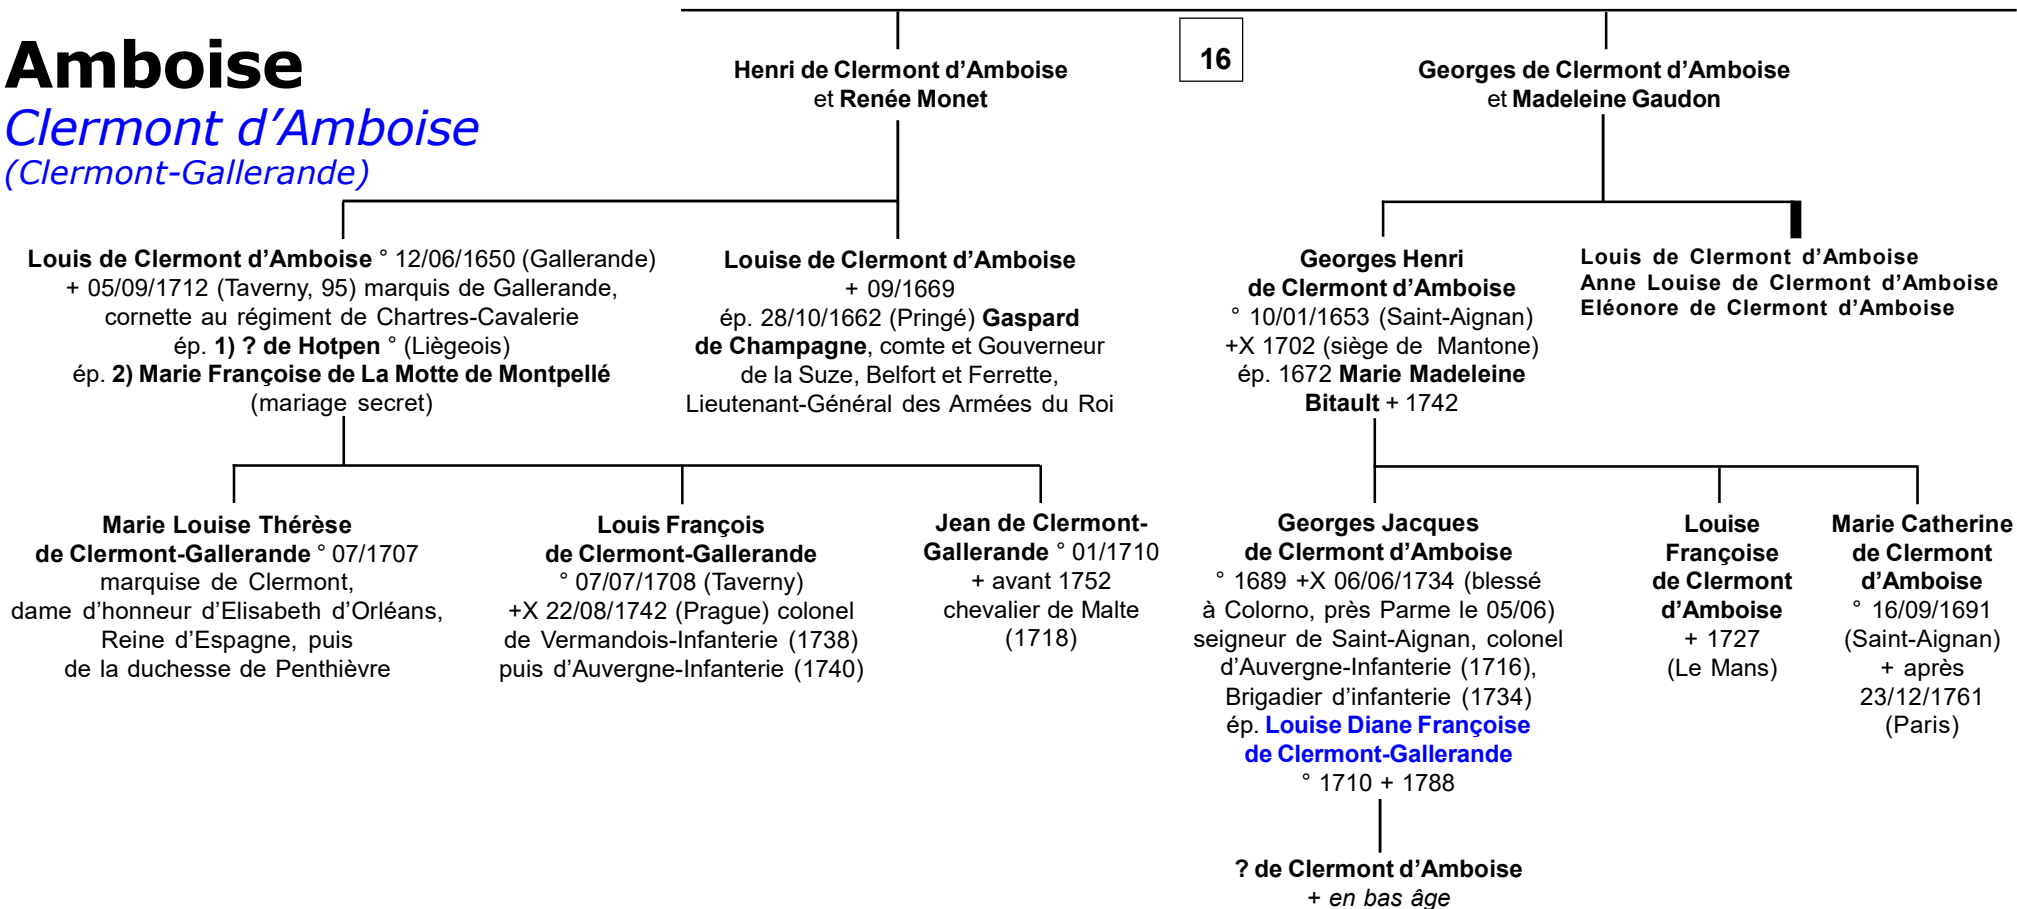 Amboise
Clermont d’Amboise
(Clermont-Gallerande)
16
Henri de Clermont d’Amboise
et Renée Monet
Georges de Clermont d’Amboise
et Madeleine Gaudon
Louis de Clermont d’Amboise ° 12/06/1650 (Gallerande)
+ 05/09/1712 (Taverny, 95) marquis de Gallerande,
cornette au régiment de Chartres-Cavalerie
ép. 1) ? de Hotpen ° (Liègeois)
ép. 2) Marie Françoise de La Motte de Montpellé
(mariage secret)
Louise de Clermont d’Amboise
+ 09/1669
ép. 28/10/1662 (Pringé) Gaspard
de Champagne, comte et Gouverneur
de la Suze, Belfort et Ferrette,
Lieutenant-Général des Armées du Roi
Georges Henri
de Clermont d’Amboise
° 10/01/1653 (Saint-Aignan)
+X 1702 (siège de Mantone)
ép. 1672 Marie Madeleine
Bitault + 1742
Louis de Clermont d’Amboise
Anne Louise de Clermont d’Amboise
Eléonore de Clermont d’Amboise
Marie Louise Thérèse
de Clermont-Gallerande ° 07/1707
marquise de Clermont,
dame d’honneur d’Elisabeth d’Orléans,
Reine d’Espagne, puis
de la duchesse de Penthièvre
Louis François
de Clermont-Gallerande
° 07/07/1708 (Taverny)
+X 22/08/1742 (Prague) colonel
de Vermandois-Infanterie (1738)
puis d’Auvergne-Infanterie (1740)
Jean de Clermont-
Gallerande ° 01/1710
+ avant 1752
chevalier de Malte
(1718)
Georges Jacques
de Clermont d’Amboise
° 1689 +X 06/06/1734 (blessé
à Colorno, près Parme le 05/06)
seigneur de Saint-Aignan, colonel
d’Auvergne-Infanterie (1716),
Brigadier d’infanterie (1734)
ép. Louise Diane Françoise
de Clermont-Gallerande
° 1710 + 1788
Louise
Françoise
de Clermont
d’Amboise
+ 1727
(Le Mans)
Marie Catherine
de Clermont
d’Amboise
° 16/09/1691
(Saint-Aignan)
+ après
23/12/1761
(Paris)
? de Clermont d’Amboise
+ en bas âge